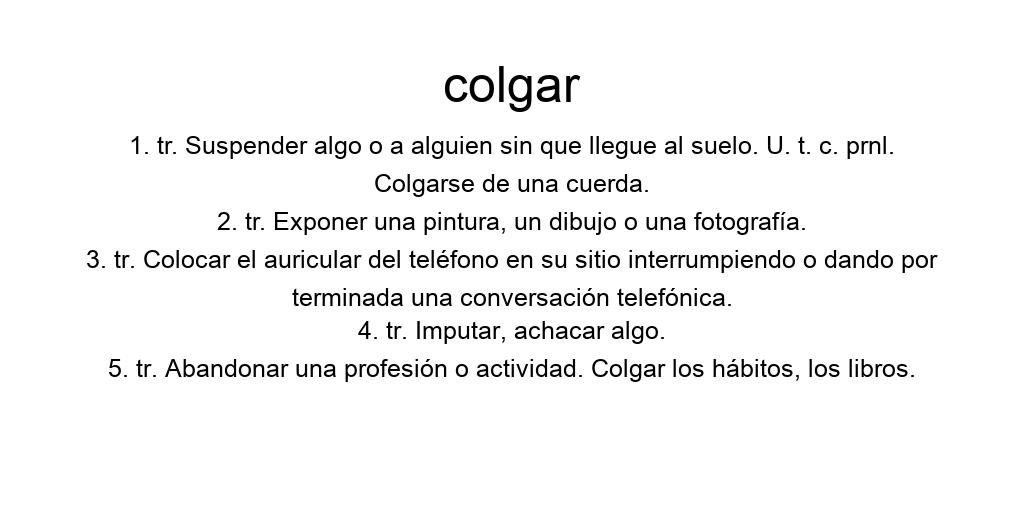 colgar
1. tr. Suspender algo o a alguien sin que llegue al suelo. U. t. c. prnl.
Colgarse de una cuerda.
2. tr. Exponer una pintura, un dibujo o una fotografía.
3. tr. Colocar el auricular del teléfono en su sitio interrumpiendo o dando por
terminada una conversación telefónica.
4. tr. Imputar, achacar algo.
5. tr. Abandonar una profesión o actividad. Colgar los hábitos, los libros.